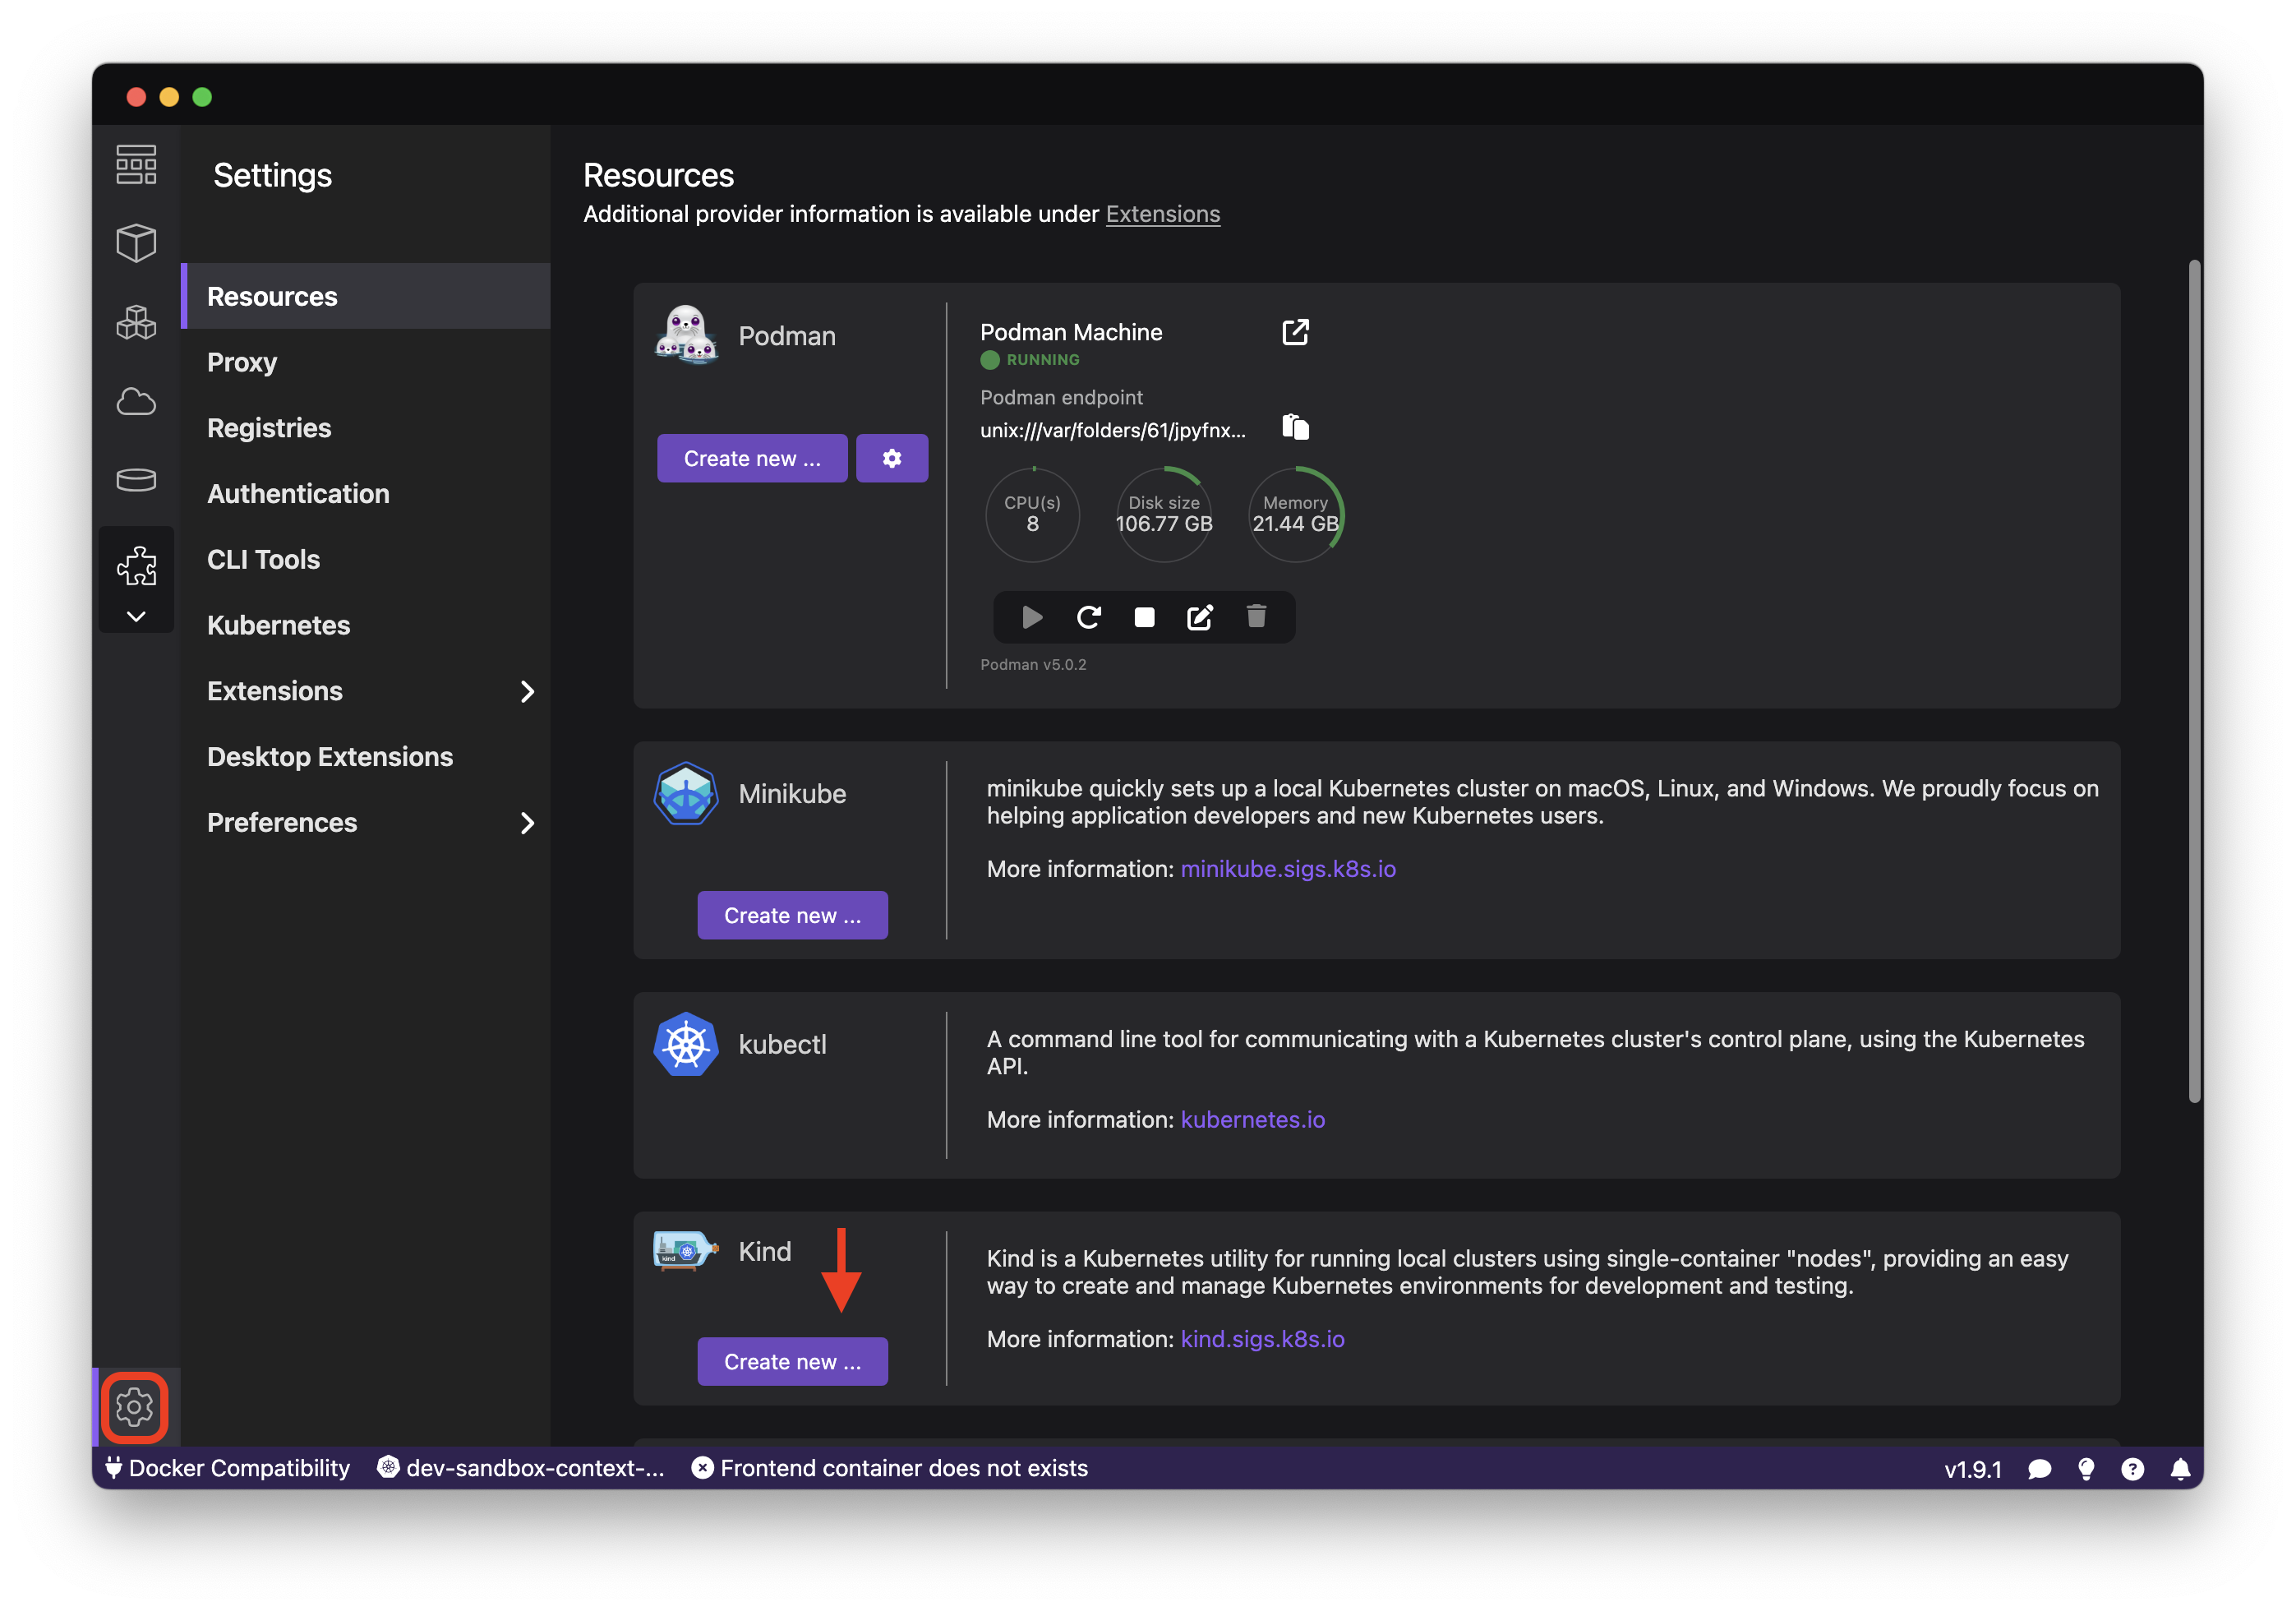 Settings
Resources
Proxy
Registries
Authentication
CLI Tools
Kubernetes
Extensions
Desktop Extensions
Preferences
Resources
Additional provider information is available under Extensions
Podman
Create new ...
Podman Machine
RUNNING
Podman endpoint
unix:///var/folders/61/jpyfnx...
CPU(s)
8
Disk size
106.77 GB
Memory
21.44 GB
Podman v5.0.2
Minikube
Create new ...
minikube quickly sets up a local Kubernetes cluster on macOS, Linux, and Windows. We proudly focus on
helping application developers and new Kubernetes users.
More information: minikube.sigs.k8s.io
kubectl
A command line tool for communicating with a Kubernetes cluster's control plane, using the Kubernetes
API.
More information: kubernetes.io
kind
Kind
Create new ...
Kind is a Kubernetes utility for running local clusters using single-container "nodes", providing an easy
way to create and manage Kubernetes environments for development and testing.
More information: kind.sigs.k8s.io
Docker Compatibility
dev-sandbox-context-...
Frontend container does not exists
v1.9.1